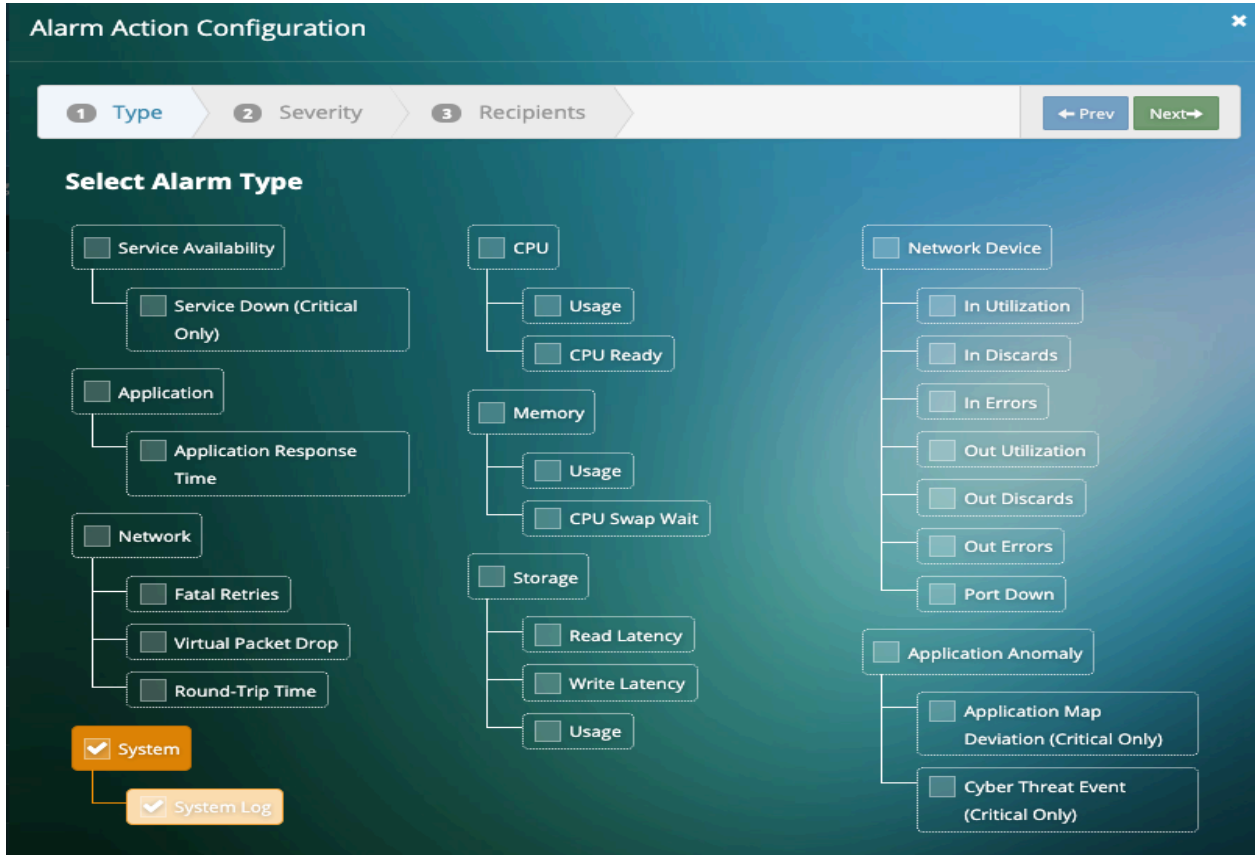 Alarm Action Configuration
1 Type 2 Severity 3 Recipients Prev Next
Select Alarm Type
Service Availability
Service Down (Critical
Only)
Application
Application Response
Time
Network
Fatal Retries
Virtual Packet Drop
Round-Trip Time
System
System Log
CPU
Usage
CPU Ready
Memory
Usage
CPU Swap Wait
Storage
Read Latency
Write Latency
Usage
Network Device
In Utilization
In Discards
In Errors
Out Utilization
Out Discards
Out Errors
Port Down
Application Anomaly
Application Map
Deviation (Critical Only)
Cyber Threat Event
(Critical Only)